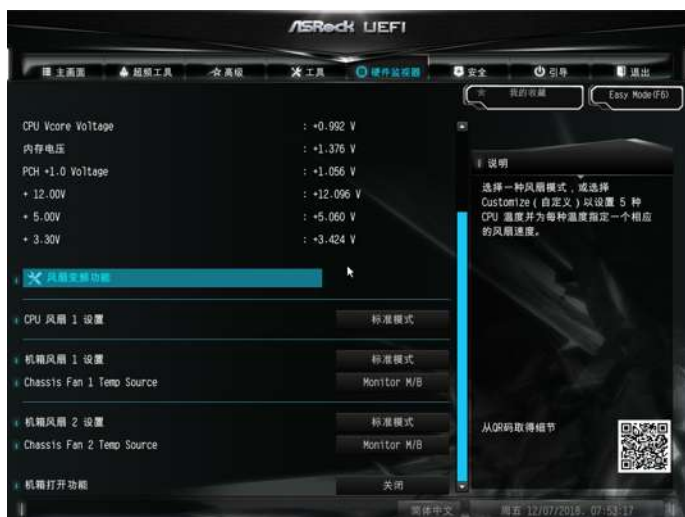 ASRock UEFI
主画面 超频工具 高级 工具 硬件监视器 安全 引导 退出
我的收藏 Easy Mode(F6)
CPU Vcore Voltage : +0.992 V
内存电压 : +1.376 V
PCH +1.0 Voltage : +1.056 V
+ 12.00V : +12.096 V
+ 5.00V : +5.060 V
+ 3.30V : +3.424 V
风扇变频功能
CPU 风扇 1 设置 标准模式
机箱风扇 1 设置 标准模式
Chassis Fan 1 Temp Source Monitor M/B
机箱风扇 2 设置 标准模式
Chassis Fan 2 Temp Source Monitor M/B
机箱打开功能 关闭
说明
选择一种风扇模式，或选择
Customize（自定义）以设置 5 种
CPU 温度并为每种温度指定一个相应
的风扇速度。
从QR码取得细节
简体中文 周五 12/07/2018. 07:53:17